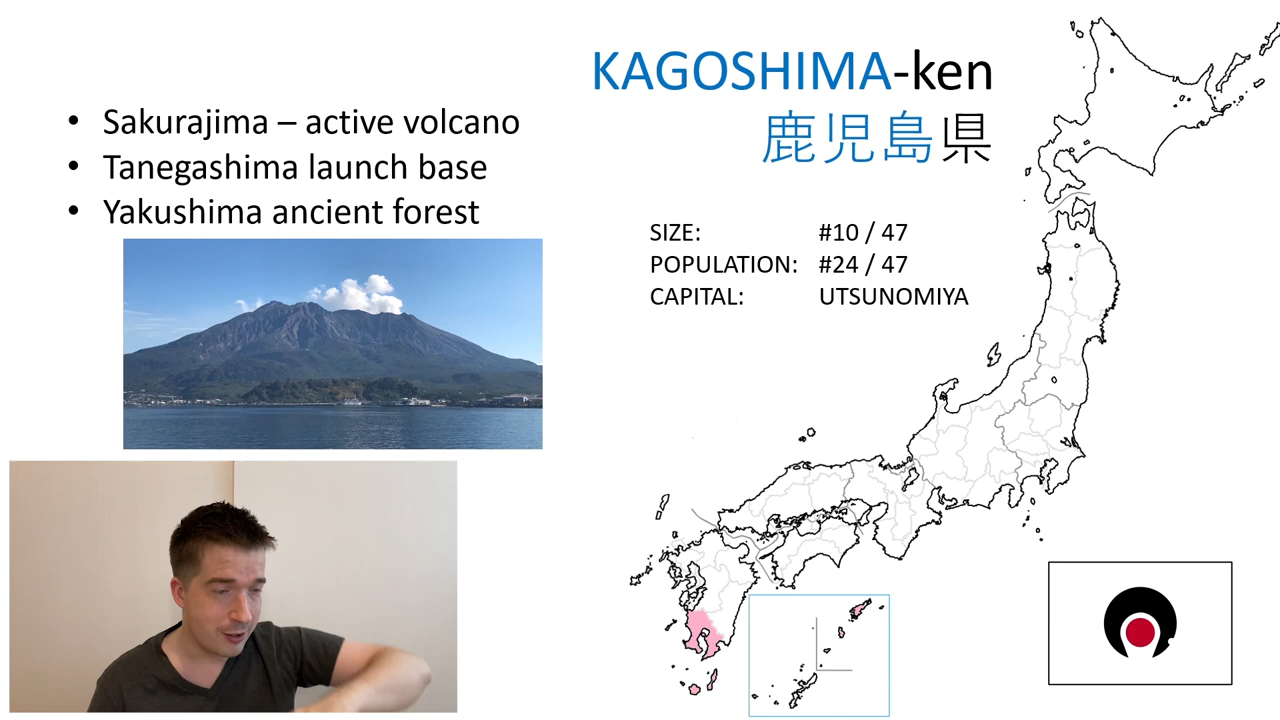 • Sakurajima – active volcano
• Tanegashima launch base
• Yakushima ancient forest
KAGOSHIMA-ken
鹿児島県
SIZE: #10 / 47
POPULATION: #24 / 47
CAPITAL: UTSUNOMIYA